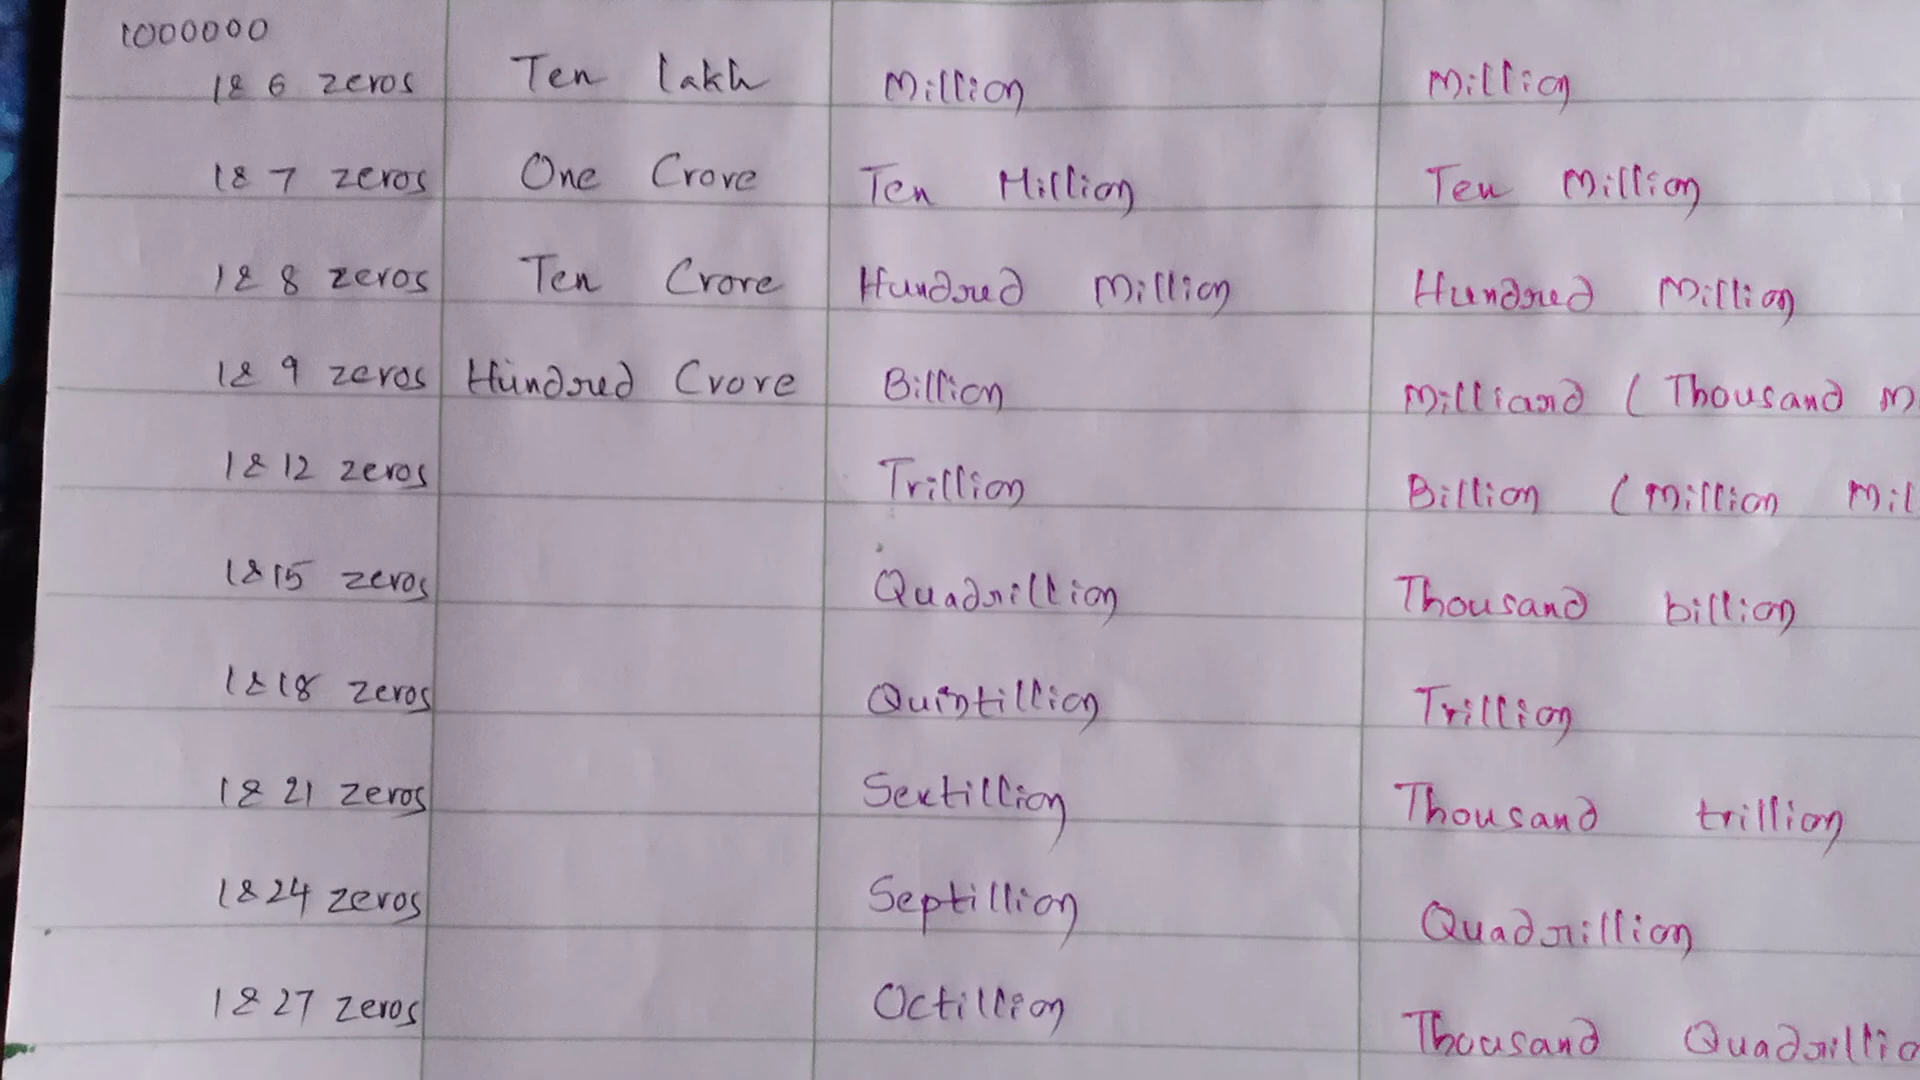 1000000
1 & 6 zeros Ten lakh Million Million
1 & 7 zeros One Crore Ten Million Ten Million
1 & 8 zeros Ten Crore Hundred Million Hundred Million
1 & 9 zeros Hundred Crore Billion Milliard (Thousand M
1 & 12 zeros Trillion Billion (Million Mil
1 & 15 zeros Quadrillion Thousand billion
1 & 18 zeros Quintillion Trillion
1 & 21 zeros Sextillion Thousand trillion
1 & 24 zeros Septillion Quadrillion
1 & 27 zeros Octillion Thousand Quadrillio